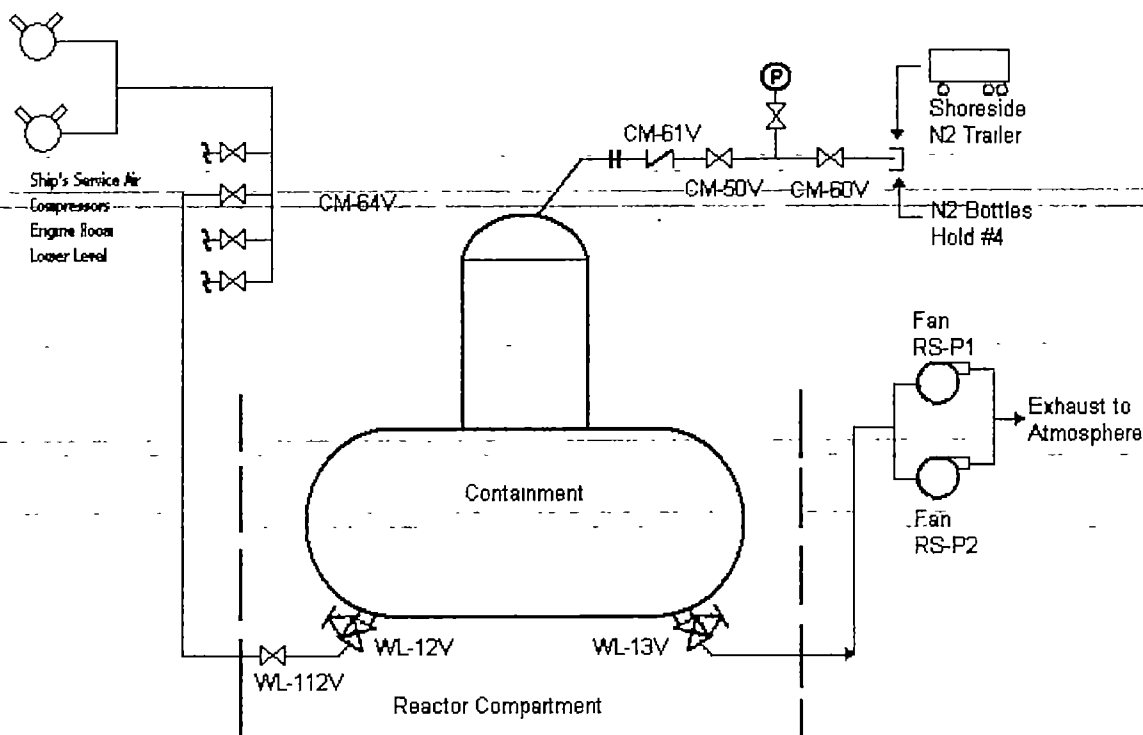 P
Shoreside
N2 Trailer
CM-61V
Ship's Service Air
Compressors
Engine Room
Lower Level
CM-64V
CM-50V
CM-60V
N2 Bottles
Hold #4
Fan
RS-P1
Exhaust to
Atmosphere
Containment
Fan
RS-P2
WL-12V
WL-13V
WL-112V
Reactor Compartment